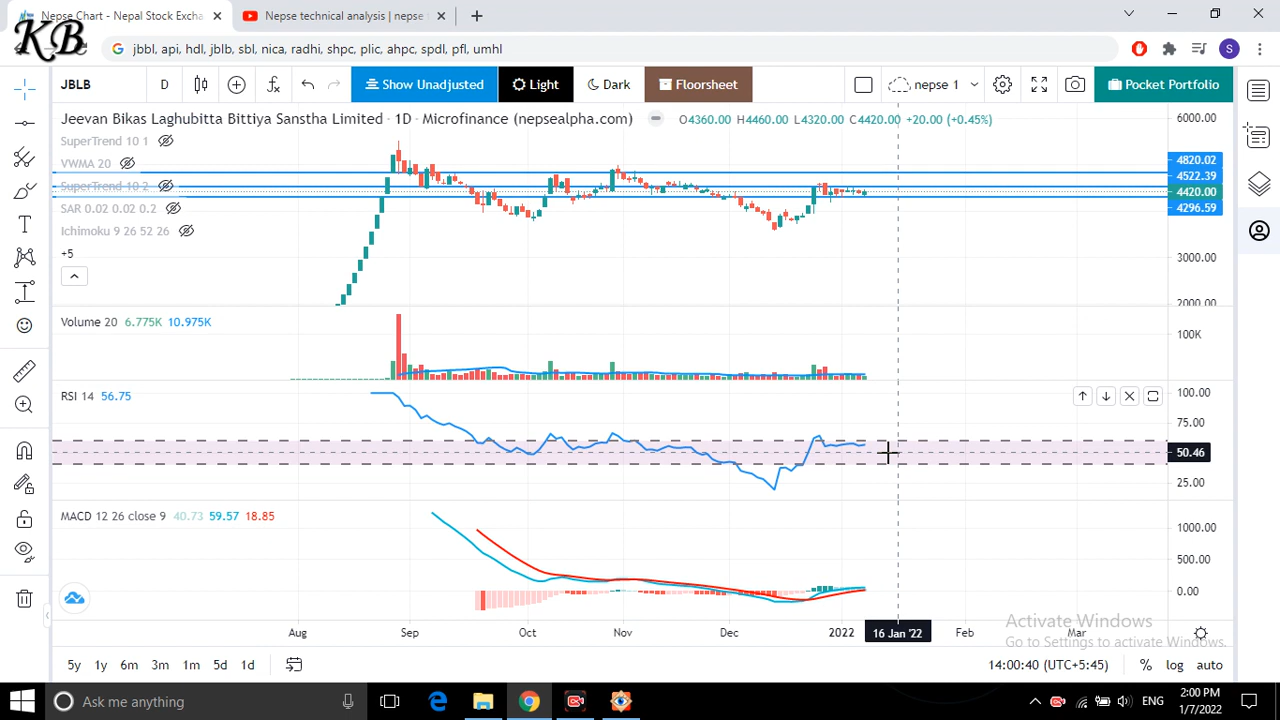 Nepse Chart - Nepal Stock Excha
Nepse technical analysis | nepse
KB
jbbl, api, hdl, jblb, sbl, nica, radhi, shpc, plic, ahpc, spdl, pfl, umhl
S
JBLB
D
Show Unadjusted
Light
Dark
Floorsheet
nepse 1
Pocket Portfolio
Jeevan Bikas Laghubitta Bittiya Sanstha Limited · 1D · Microfinance (nepsealpha.com)
O4360.00 H4460.00 L4320.00 C4420.00 +20.00 (+0.45%)
6000.00
SuperTrend 10 1
VWMA 20
4820.02
4522.39
SuperTrend 10 2
4420.00
SAR 0.02 0.02 0.2
4296.59
Ichimoku 9 26 52 26
+5
3000.00
2000.00
Volume 20 6.775K 10.975K
100K
RSI 14 56.75
100.00
75.00
50.46
25.00
MACD 12 26 close 9 40.73 59.57 18.85
1000.00
500.00
0.00
Aug Sep Oct Nov Dec 2022 16 Jan '22 Feb Mar
Activate Windows
Go to Settings to activate Windows.
5y 1y 6m 3m 1m 5d 1d
14:00:40 (UTC+5:45)
% log auto
Ask me anything
ENG
2:00 PM
1/7/2022